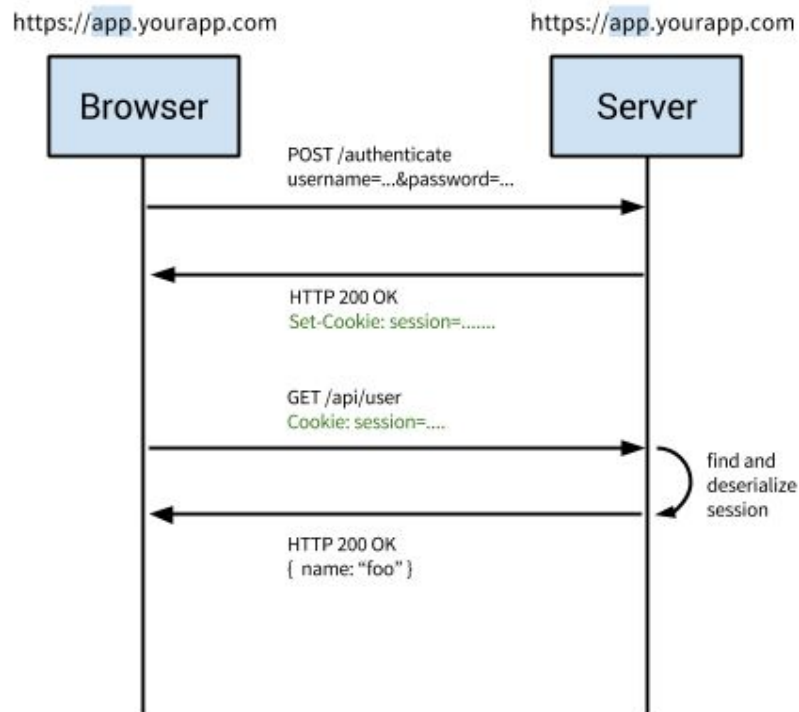 https://app.yourapp.com
https://app.yourapp.com
Browser
Server
POST /authenticate
username=...&password=...
HTTP 200 OK
Set-Cookie: session=.......
GET /api/user
Cookie: session=....
find and
deserialize
session
HTTP 200 OK
{ name: “foo” }